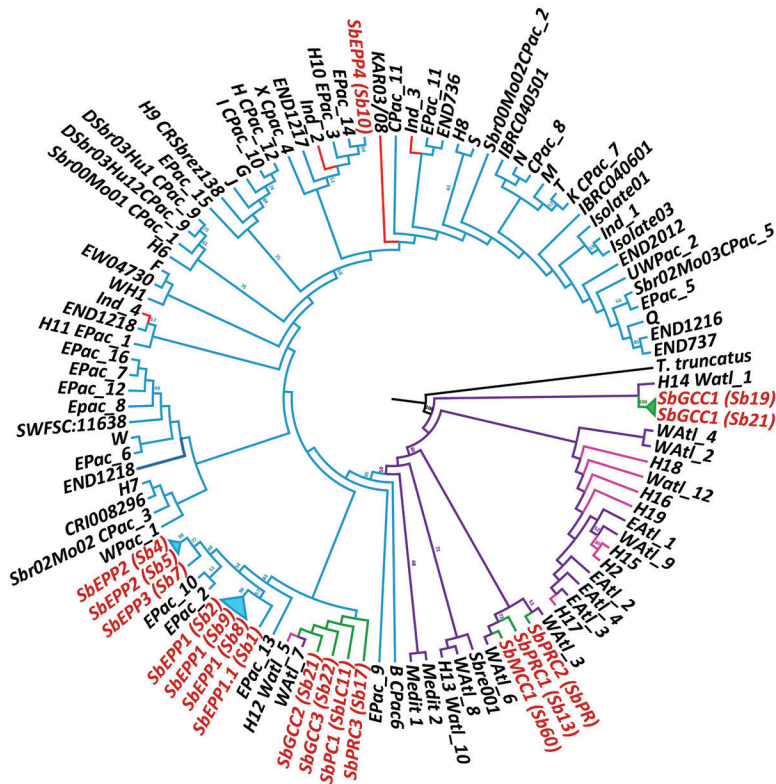 SbEPP4 (Sb10)
KAR03/08
CPac_11
Ind_3
EPac_11
END736
H8
S
Sbr00Mo02CPac_2
IBRC040501
N
CPac_8
M
T
K CPac_7
IBRC040601
Isolate01
Ind_1
Isolate03
END2012
UWPac_2
Sbr02Mo03CPac_5
EPac_5
Q
END1216
END737
T. truncatus
H14 Watl_1
SbGCC1 (Sb19)
SbGCC1 (Sb21)
WAtl_4
WAtl_2
H18
Watl_12
H16
H19
EAtl_1
WAtl_9
H15
H2
EAtl_2
EAtl_4
EAtl_3
H17
WAtl_3
SbPRC2 (SbPR)
SbPRC1 (Sb13)
SbMCC1 (Sb60)
WAtl_6
Sbre001
WAtl_8
H13 Watl_10
Medit 2
Medit 1
B CPac6
EPac_9
SbPRC3 (Sb17)
SbPC1 (SbLC11)
SbGCC3 (Sb22)
SbGCC2 (Sb21)
WAtl_7
H12 Watl_5
EPac_13
SbEPP1.1 (Sb1)
SbEPP1 (Sb8)
SbEPP1 (Sb9)
SbEPP1 (Sb2)
EPac_2
EPac_10
SbEPP3 (Sb7)
SbEPP2 (Sb5)
SbEPP2 (Sb4)
WPac_1
Sbr02Mo02 CPac_3
CRI008296
H7
END1218
EPac_6
W
SWFSC:11638
Epac_8
EPac_12
EPac_7
EPac_16
H11 EPac_1
END1218
Ind_4
WH1
EW04730
F
H6
Sbr00Mo01 CPac_1
DSbr03Hu12CPac_9
DSbr03Hu1 CPac_9
EPac_15
H9 CRSbrez138
J
G
I CPac_10
H CPac_12
X Cpac_4
END1217
Ind_2
H10 EPac_3
EPac_14